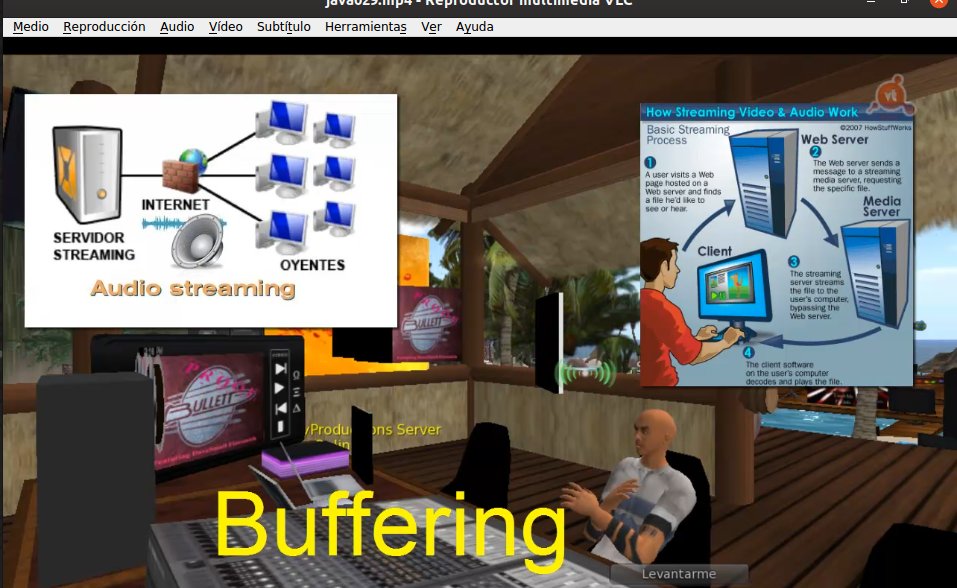 java029.mp4 - Reproductor multimedia VLC
Medio Reproducción Audio Vídeo Subtítulo Herramientas Ver Ayuda
INTERNET
SERVIDOR
STREAMING
OYENTES
Audio streaming
How Streaming Video & Audio Work
©2007 HowStuffWorks
Basic Streaming
Process
1
A user visits a Web
page hosted on a
Web server and finds
a file he'd like to
see or hear.
Web Server
2
The Web server sends a
message to a streaming
media server, requesting
the specific file.
Media
Server
Client
3
The streaming
server streams
the file to the
user's computer,
bypassing the
Web server.
4
The client software
on the user's computer
decodes and plays the file.
BULLETT
BULLETT
yProductions Server
Buffering
Levantarme